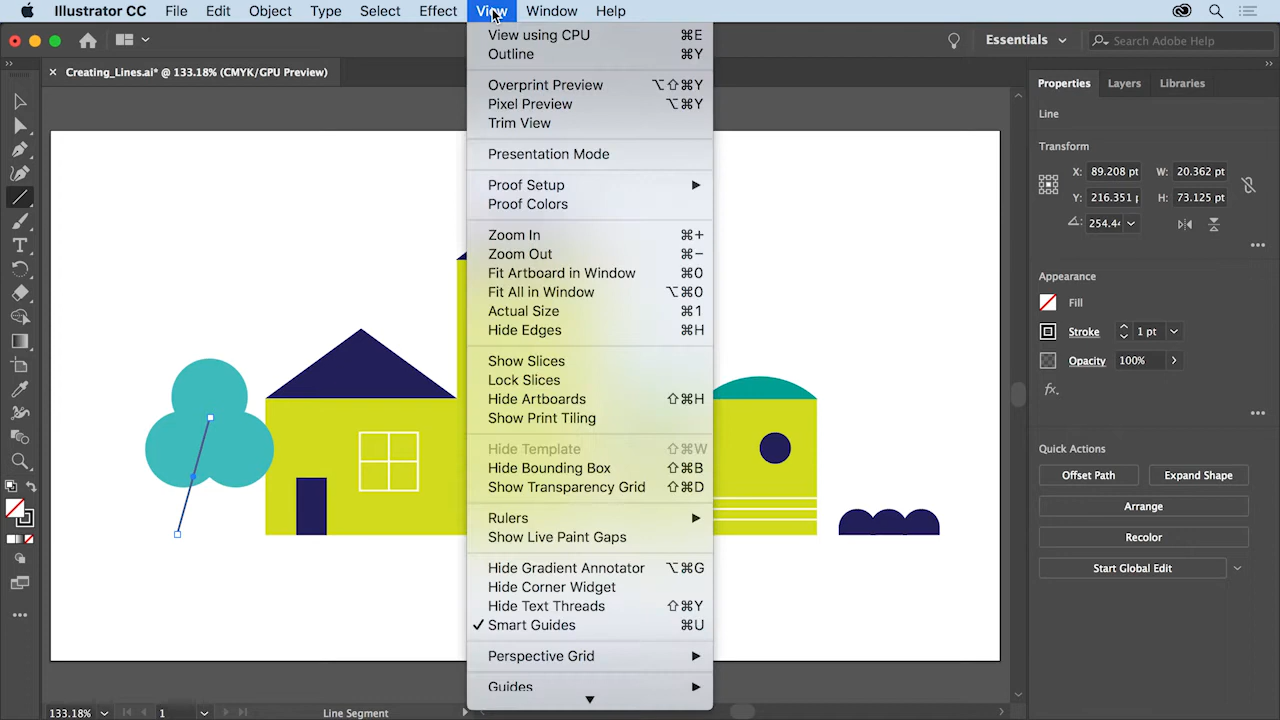 Illustrator CC File Edit Object Type Select Effect View Window Help
Essentials Search Adobe Help
× Creating_Lines.ai* @ 133.18% (CMYK/GPU Preview)
View using CPU ⌘E
Outline ⌘Y
Overprint Preview ⌥⇧⌘Y
Pixel Preview ⌥⌘Y
Trim View
Presentation Mode
Proof Setup
Proof Colors
Zoom In ⌘+
Zoom Out ⌘−
Fit Artboard in Window ⌘0
Fit All in Window ⌥⌘0
Actual Size ⌘1
Hide Edges ⌘H
Show Slices
Lock Slices
Hide Artboards ⇧⌘H
Show Print Tiling
Hide Template ⇧⌘W
Hide Bounding Box ⇧⌘B
Show Transparency Grid ⇧⌘D
Rulers
Show Live Paint Gaps
Hide Gradient Annotator ⌥⌘G
Hide Corner Widget
Hide Text Threads ⇧⌘Y
✓ Smart Guides ⌘U
Perspective Grid
Guides
Properties Layers Libraries
Line
Transform
X: 89.208 pt W: 20.362 pt
Y: 216.351 H: 73.125 pt
254.4
Appearance
Fill
Stroke 1 pt
Opacity 100%
fx.
Quick Actions
Offset Path Expand Shape
Arrange
Recolor
Start Global Edit
133.18% 1 Line Segment